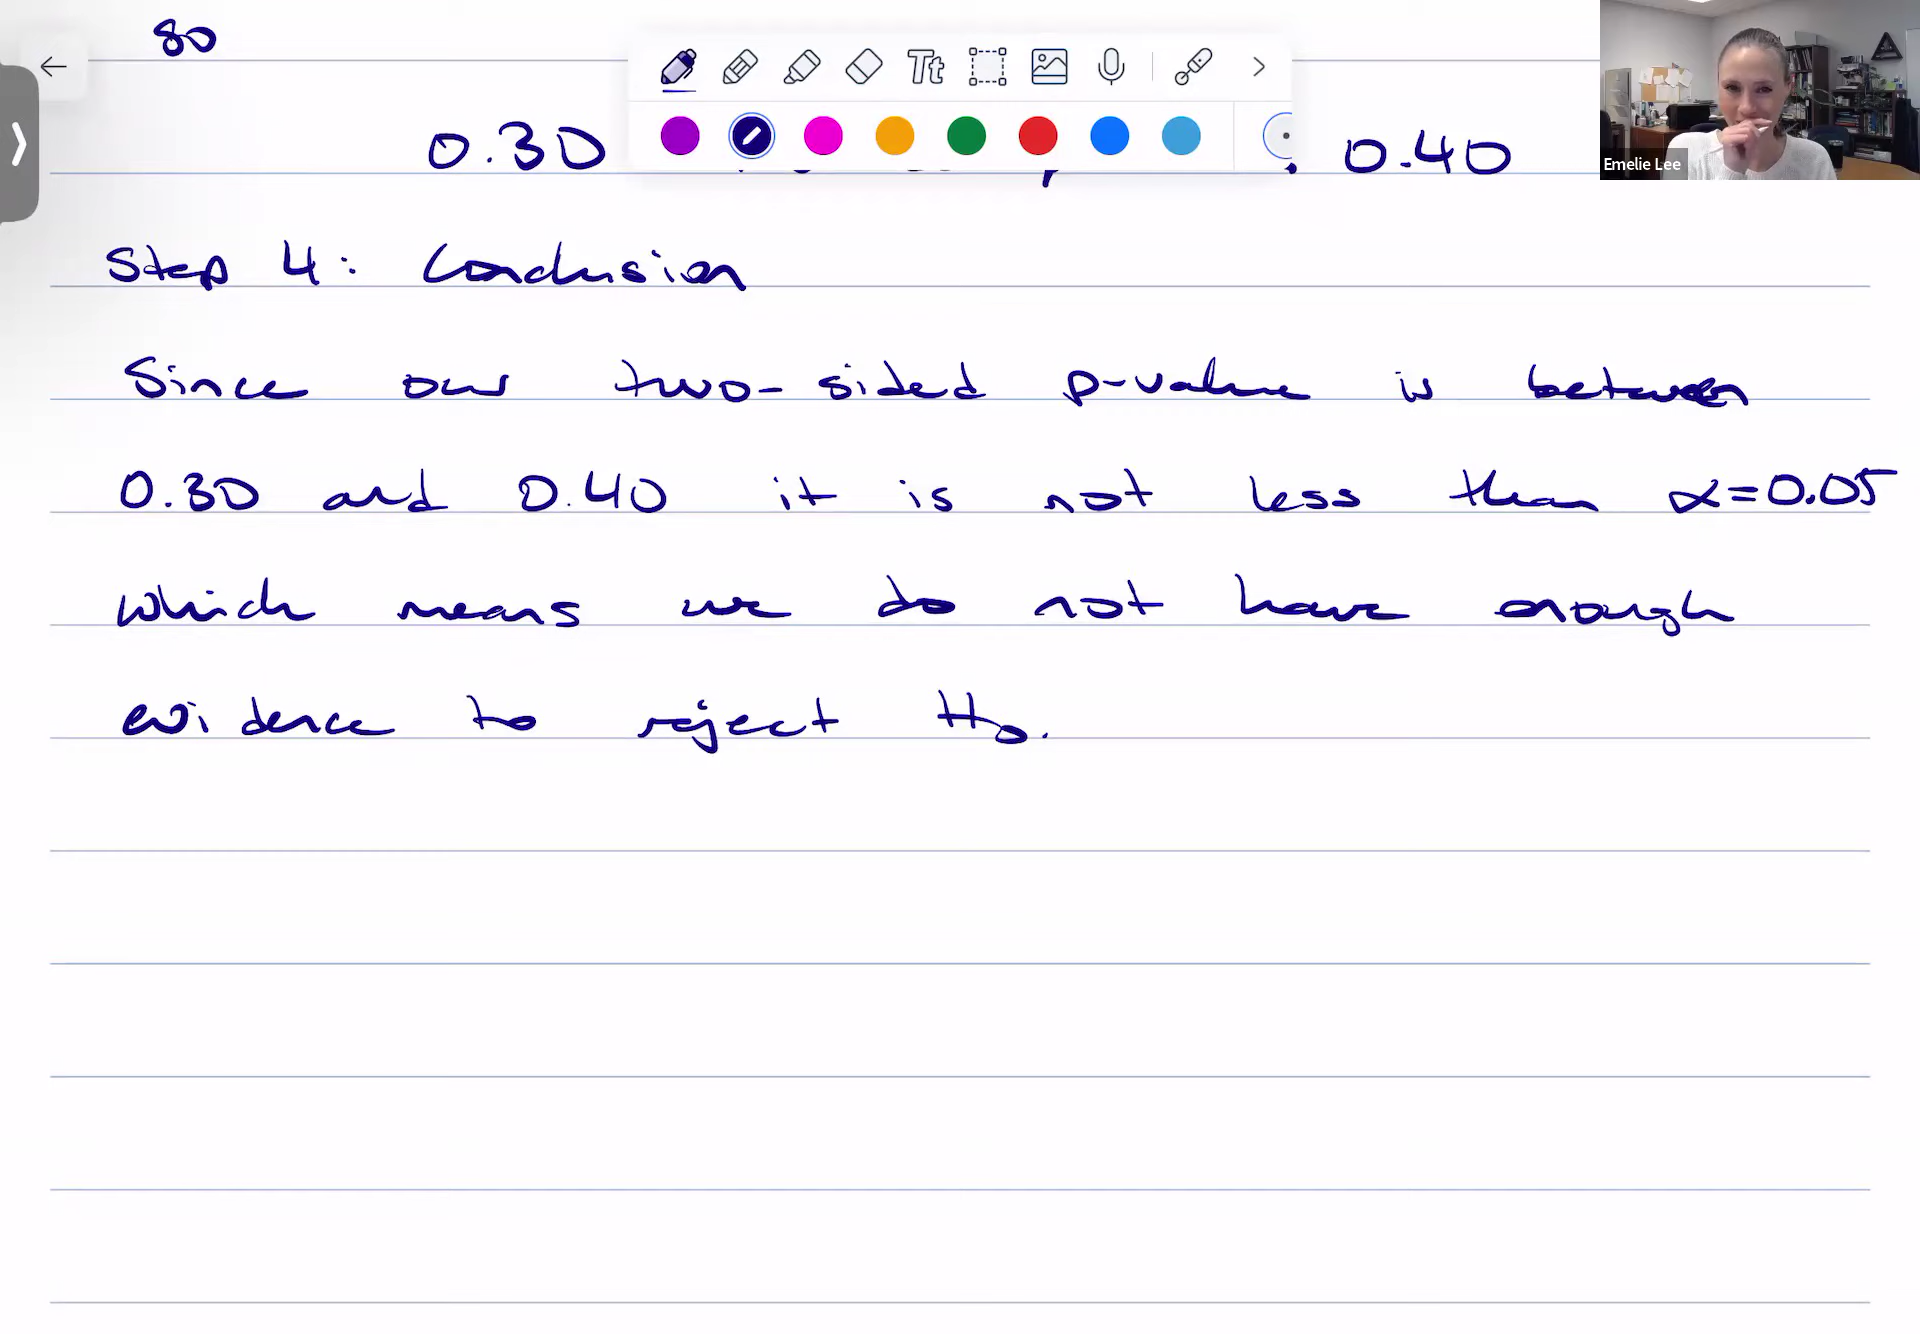 80
Tt
0.30 0.40
Emelie Lee
Step 4: Conclusion
Since our two-sided p-value is between
0.30 and 0.40 it is not less than α=0.05
which means we do not have enough
evidence to reject H₀.